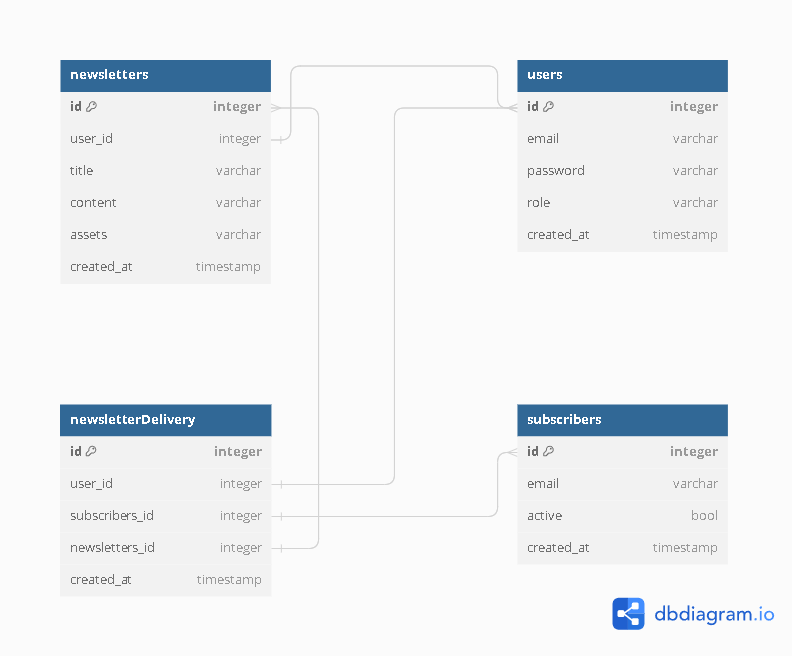 newsletters
id integer
user_id integer
title varchar
content varchar
assets varchar
created_at timestamp
users
id integer
email varchar
password varchar
role varchar
created_at timestamp
newsletterDelivery
id integer
user_id integer
subscribers_id integer
newsletters_id integer
created_at timestamp
subscribers
id integer
email varchar
active bool
created_at timestamp
dbdiagram.io